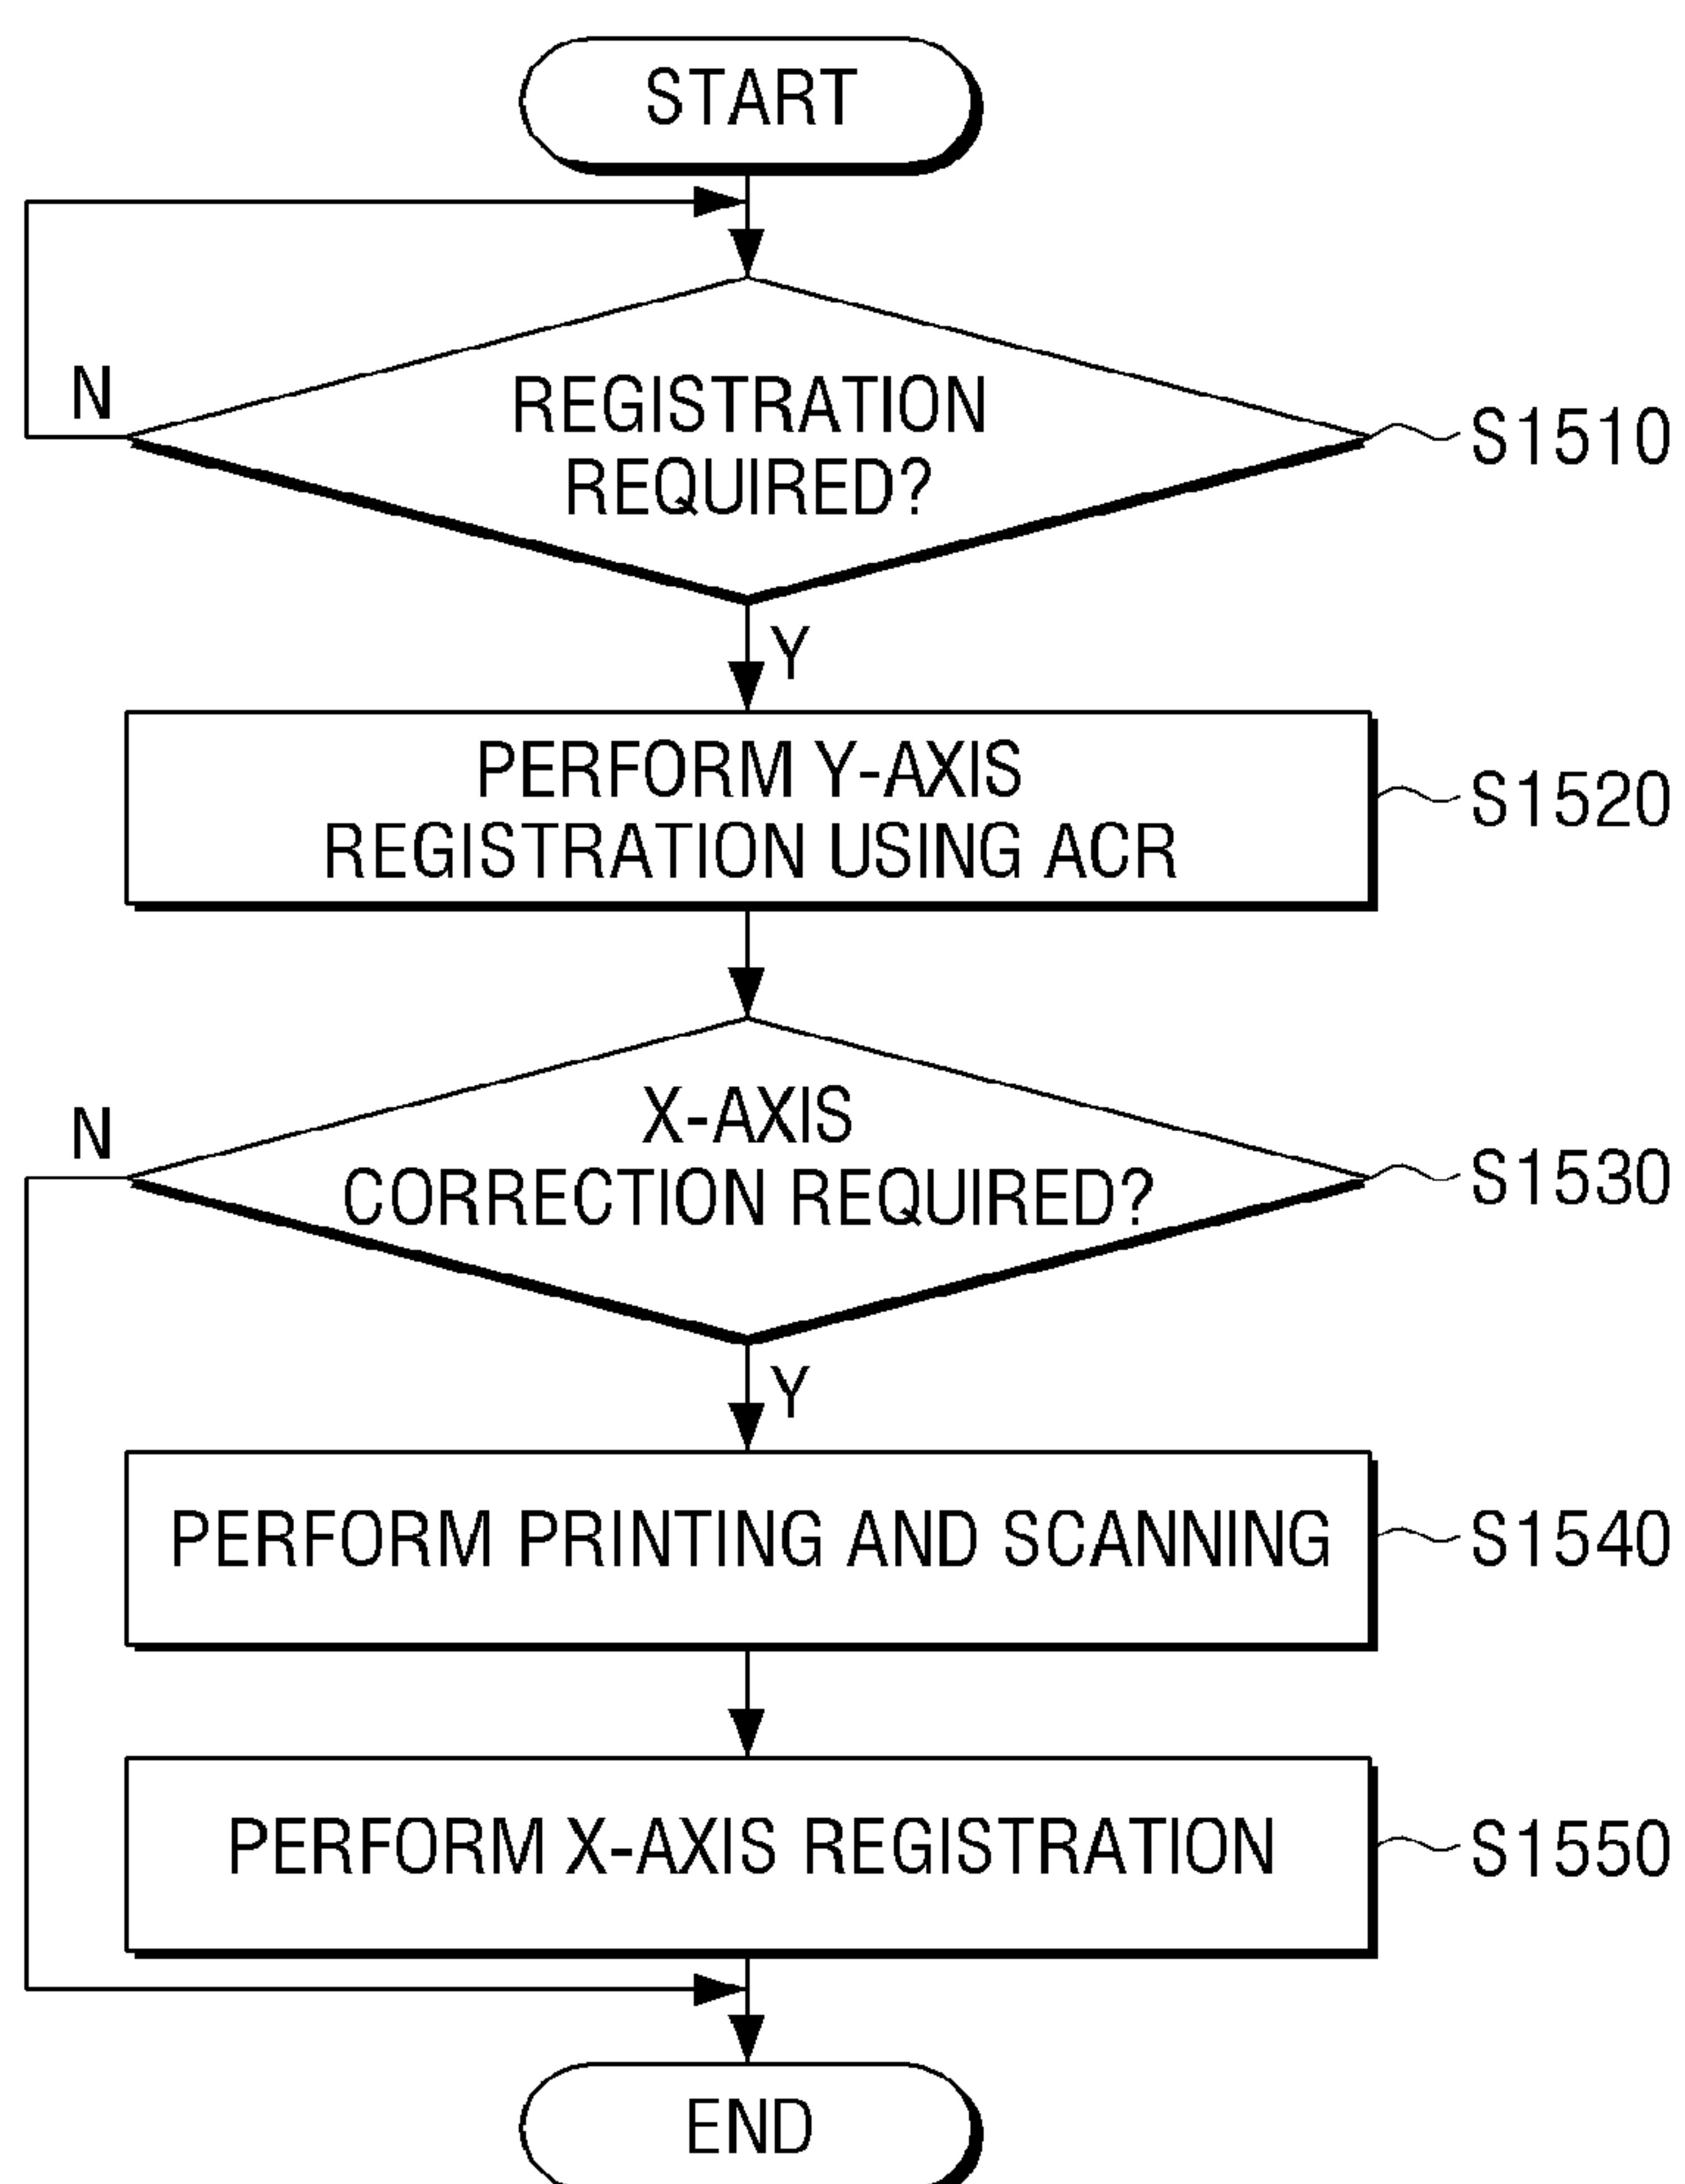 START
N
REGISTRATION
REQUIRED?
S1510
Y
PERFORM Y-AXIS
REGISTRATION USING ACR
S1520
N
X-AXIS
CORRECTION REQUIRED?
S1530
Y
PERFORM PRINTING AND SCANNING
S1540
PERFORM X-AXIS REGISTRATION
S1550
END